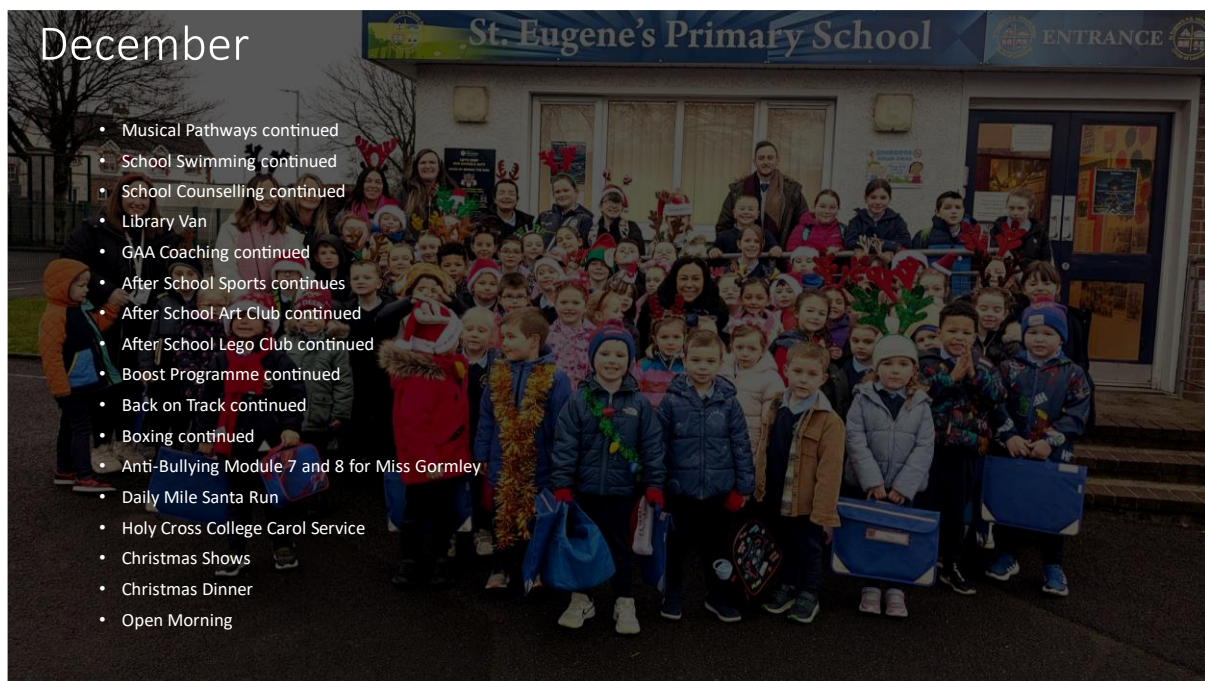 December
St. Eugene's Primary School
ENTRANCE
• Musical Pathways continued
• School Swimming continued
• School Counselling continued
• Library Van
• GAA Coaching continued
• After School Sports continues
• After School Art Club continued
• After School Lego Club continued
• Boost Programme continued
• Back on Track continued
• Boxing continued
• Anti-Bullying Module 7 and 8 for Miss Gormley
• Daily Mile Santa Run
• Holy Cross College Carol Service
• Christmas Shows
• Christmas Dinner
• Open Morning